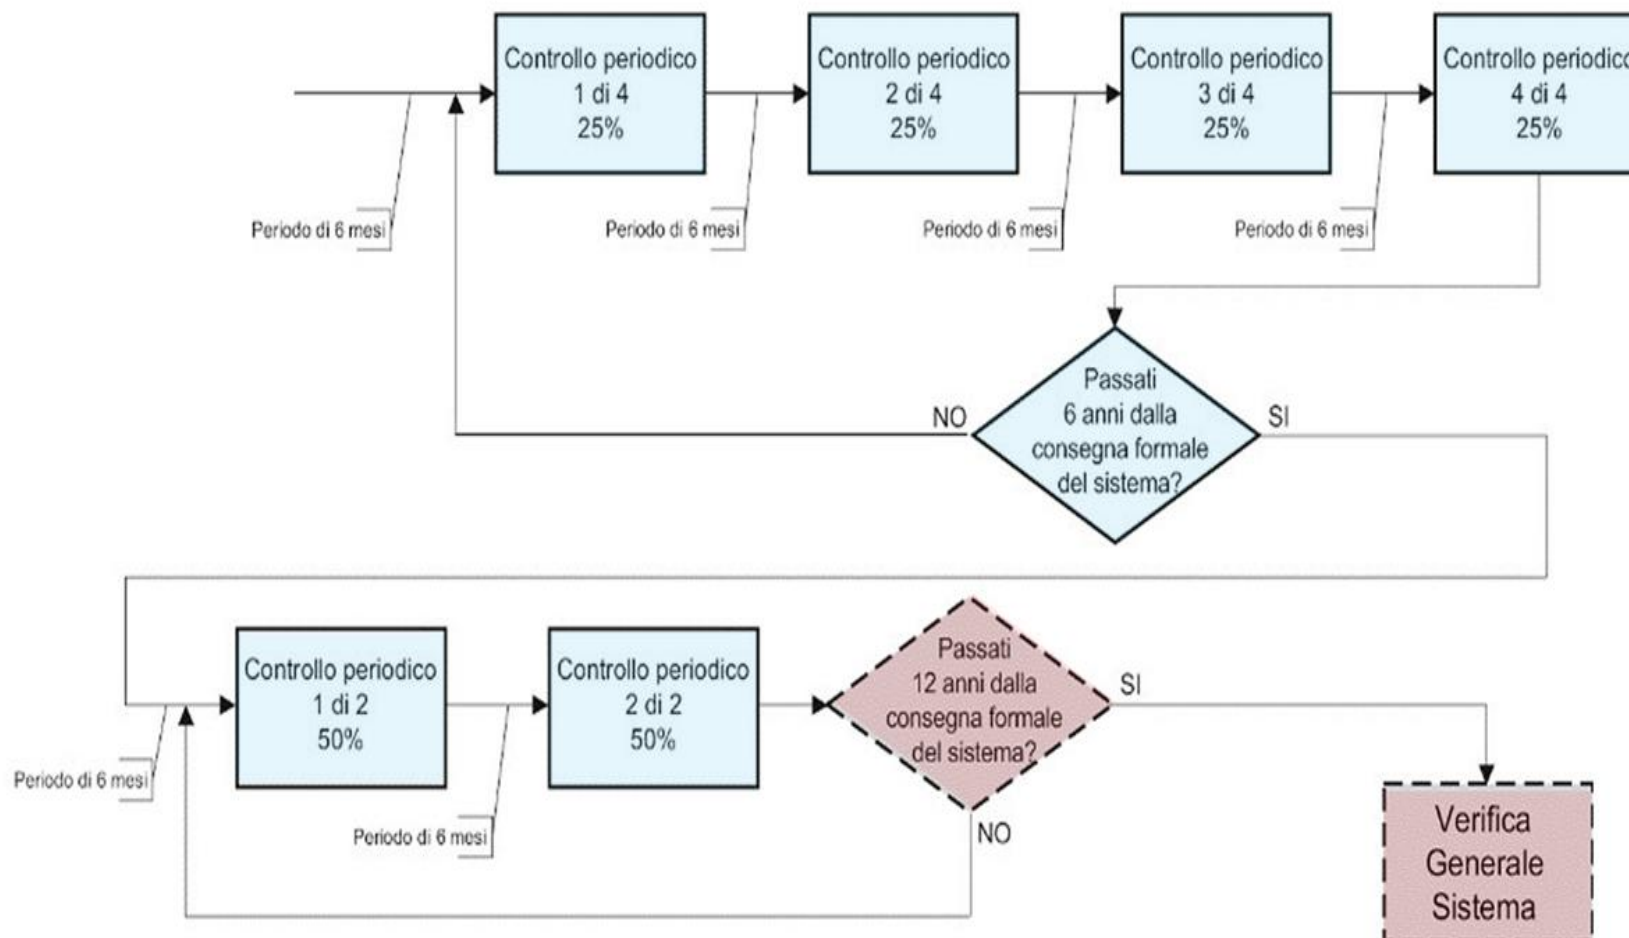 Controllo periodico
1 di 4
25%
Controllo periodico
2 di 4
25%
Controllo periodico
3 di 4
25%
Controllo periodico
4 di 4
25%
Periodo di 6 mesi
Periodo di 6 mesi
Periodo di 6 mesi
Periodo di 6 mesi
Passati
6 anni dalla
consegna formale
del sistema?
NO
SI
Controllo periodico
1 di 2
50%
Controllo periodico
2 di 2
50%
Passati
12 anni dalla
consegna formale
del sistema?
SI
NO
Periodo di 6 mesi
Periodo di 6 mesi
Verifica
Generale
Sistema